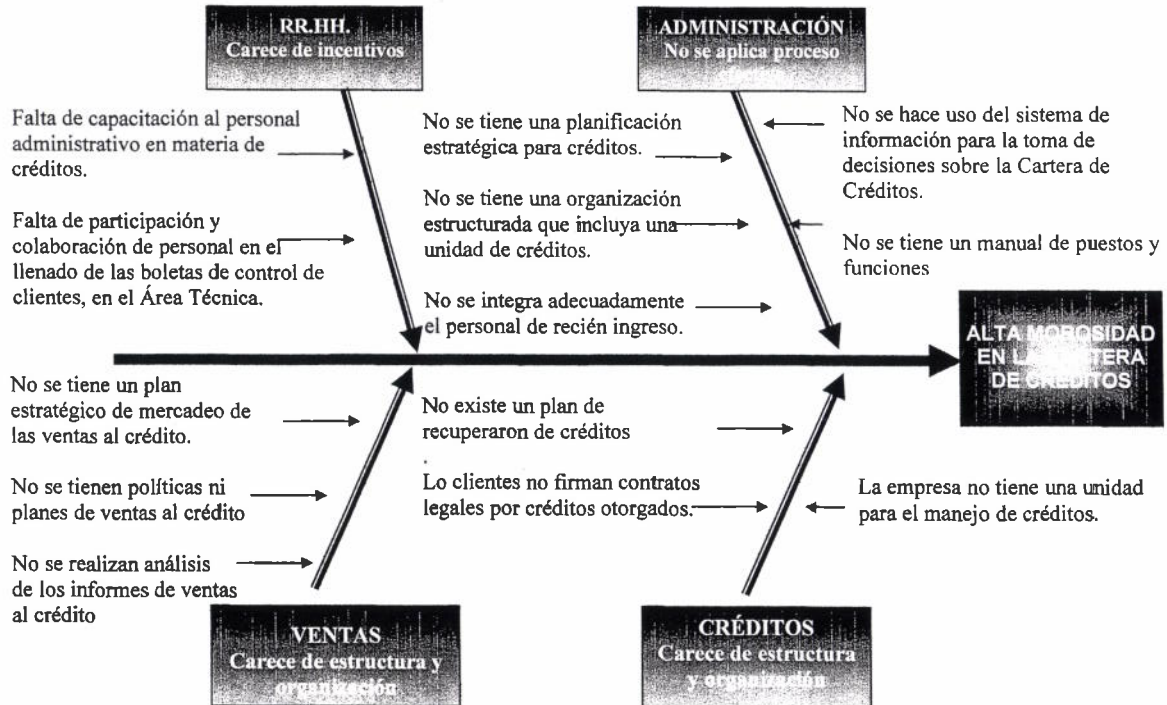 RR.HH.
Carece de incentivos
ADMINISTRACIÓN
No se aplica proceso
Falta de capacitación al personal
administrativo en materia de
créditos.
Falta de participación y
colaboración de personal en el
llenado de las boletas de control de
clientes, en el Área Técnica.
No se tiene una planificación
estratégica para créditos.
No se tiene una organización
estructurada que incluya una
unidad de créditos.
No se integra adecuadamente
el personal de recién ingreso.
No se hace uso del sistema de
información para la toma de
decisiones sobre la Cartera de
Créditos.
No se tiene un manual de puestos y
funciones
ALTA MOROSIDAD
EN LA CARTERA
DE CRÉDITOS
No se tiene un plan
estratégico de mercadeo de
las ventas al crédito.
No se tienen políticas ni
planes de ventas al crédito
No se realizan análisis
de los informes de ventas
al crédito
No existe un plan de
recuperaron de créditos
Lo clientes no firman contratos
legales por créditos otorgados.
La empresa no tiene una unidad
para el manejo de créditos.
VENTAS
Carece de estructura y
organización
CRÉDITOS
Carece de estructura
y organización